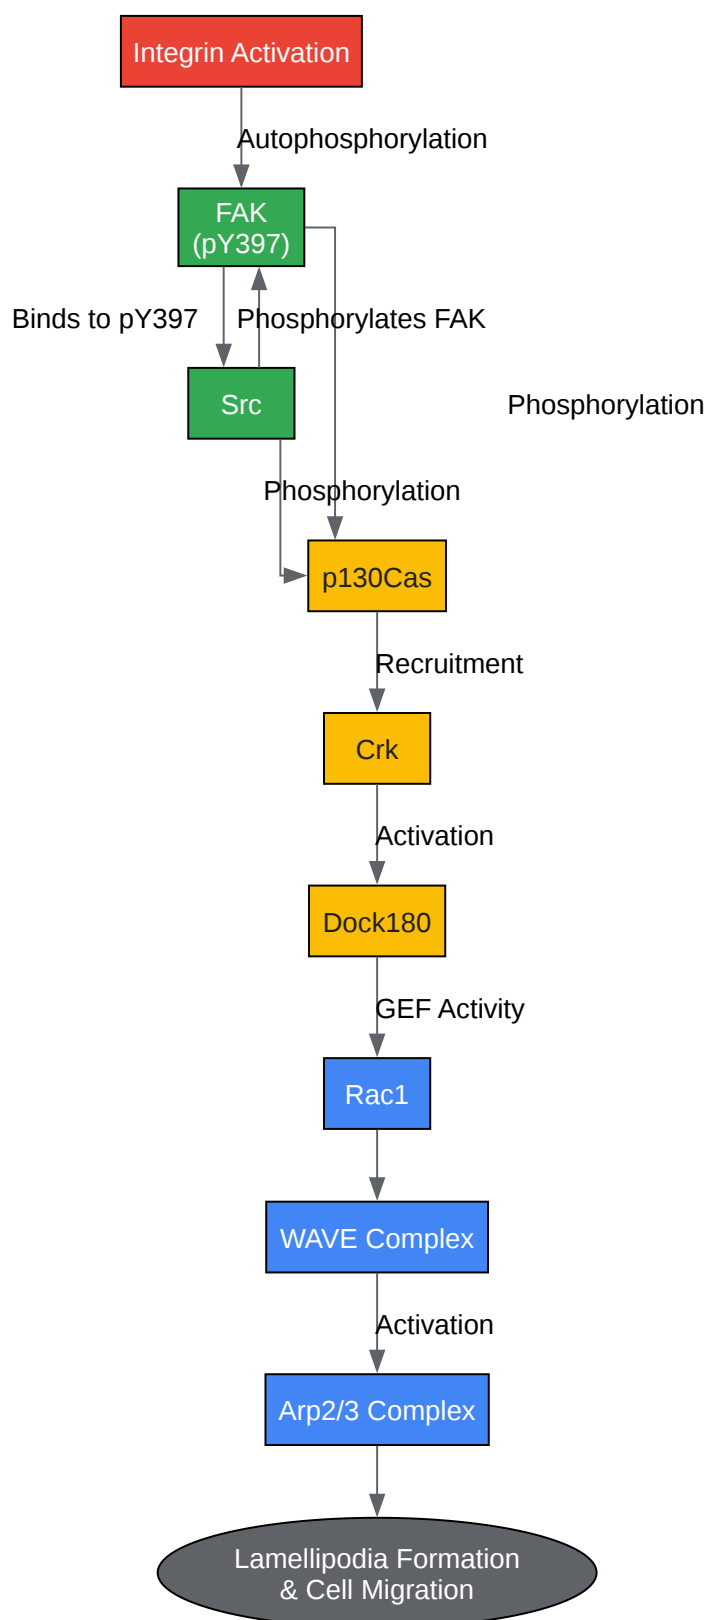 Integrin Activation
Autophosphorylation
FAK
(pY397)
Binds to pY397
Phosphorylates FAK
Src
Phosphorylation
Phosphorylation
p130Cas
Recruitment
Crk
Activation
Dock180
GEF Activity
Rac1
WAVE Complex
Activation
Arp2/3 Complex
Lamellipodia Formation
& Cell Migration